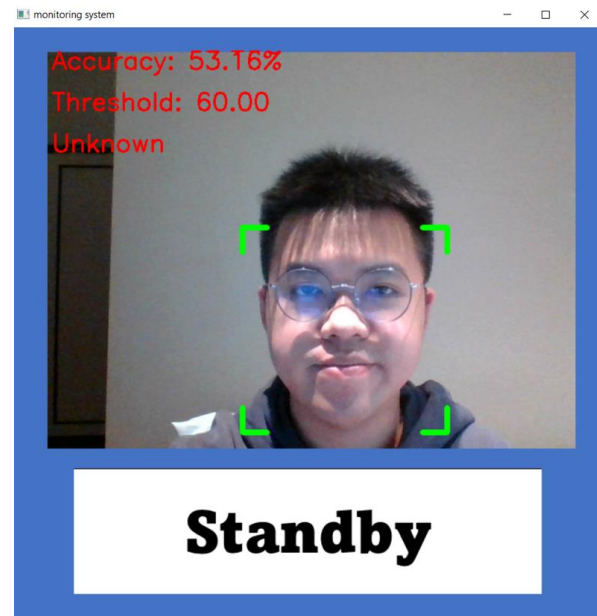 monitoring system
Accuracy: 53.16%
Threshold: 60.00
Unknown
Standby